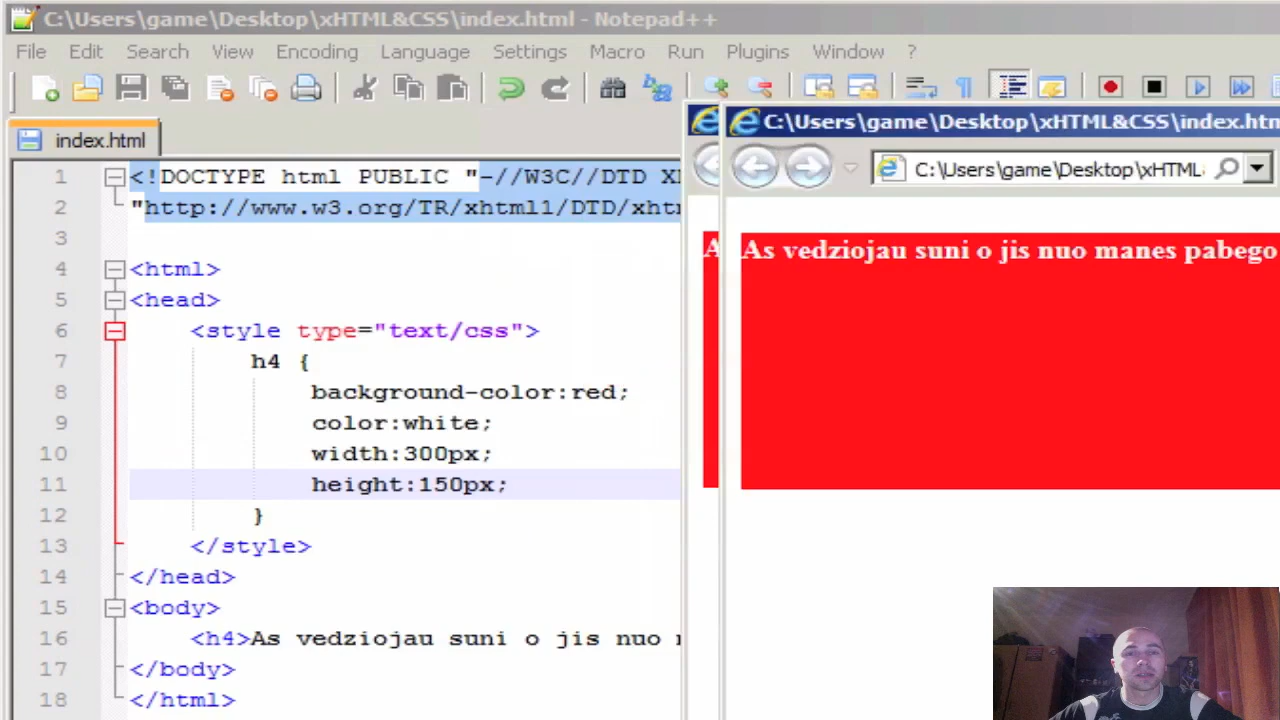 C:\Users\game\Desktop\xHTML&CSS\index.html - Notepad++
File Edit Search View Encoding Language Settings Macro Run Plugins Window ?
index.html
1 <!DOCTYPE html PUBLIC "-//W3C//DTD
2 "http://www.w3.org/TR/xhtml1/DTD/
3
4 <html>
5 <head>
6 <style type="text/css">
7 h4 {
8 background-color:red;
9 color:white;
10 width:300px;
11 height:150px;
12 }
13 </style>
14 </head>
15 <body>
16 <h4>As vedziojau suni o jis nuo
17 </body>
18 </html>
C:\Users\game\Desktop\xHTML&CSS\index.htm
C:\Users\game\Desktop\xHTML
A
As vedziojau suni o jis nuo manes pabego